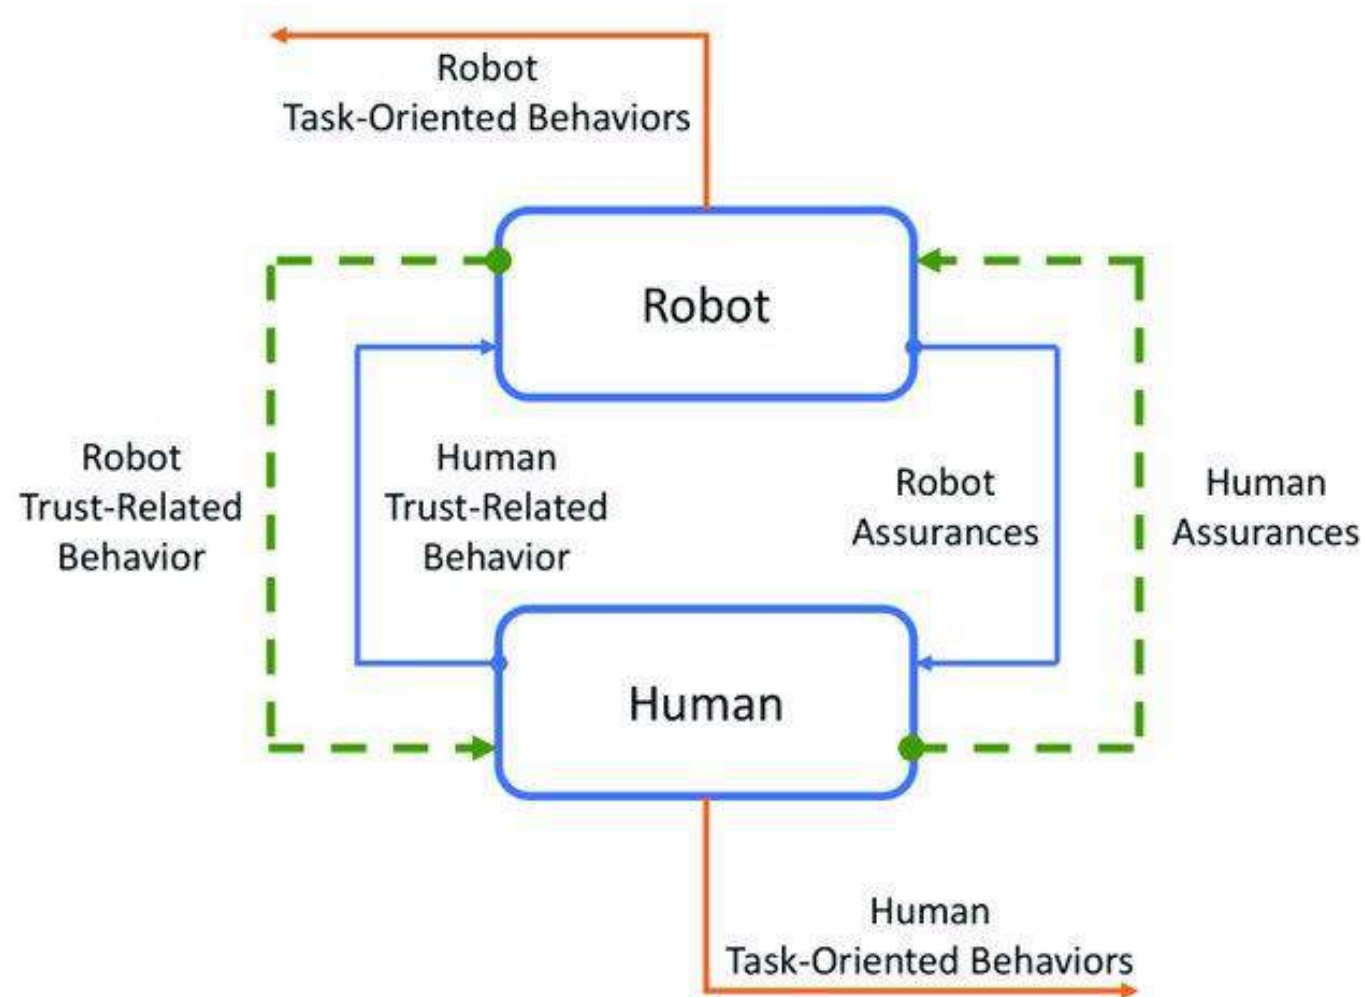 Robot
Task-Oriented Behaviors
Robot
Robot
Trust-Related
Behavior
Human
Trust-Related
Behavior
Robot
Assurances
Human
Assurances
Human
Human
Task-Oriented Behaviors